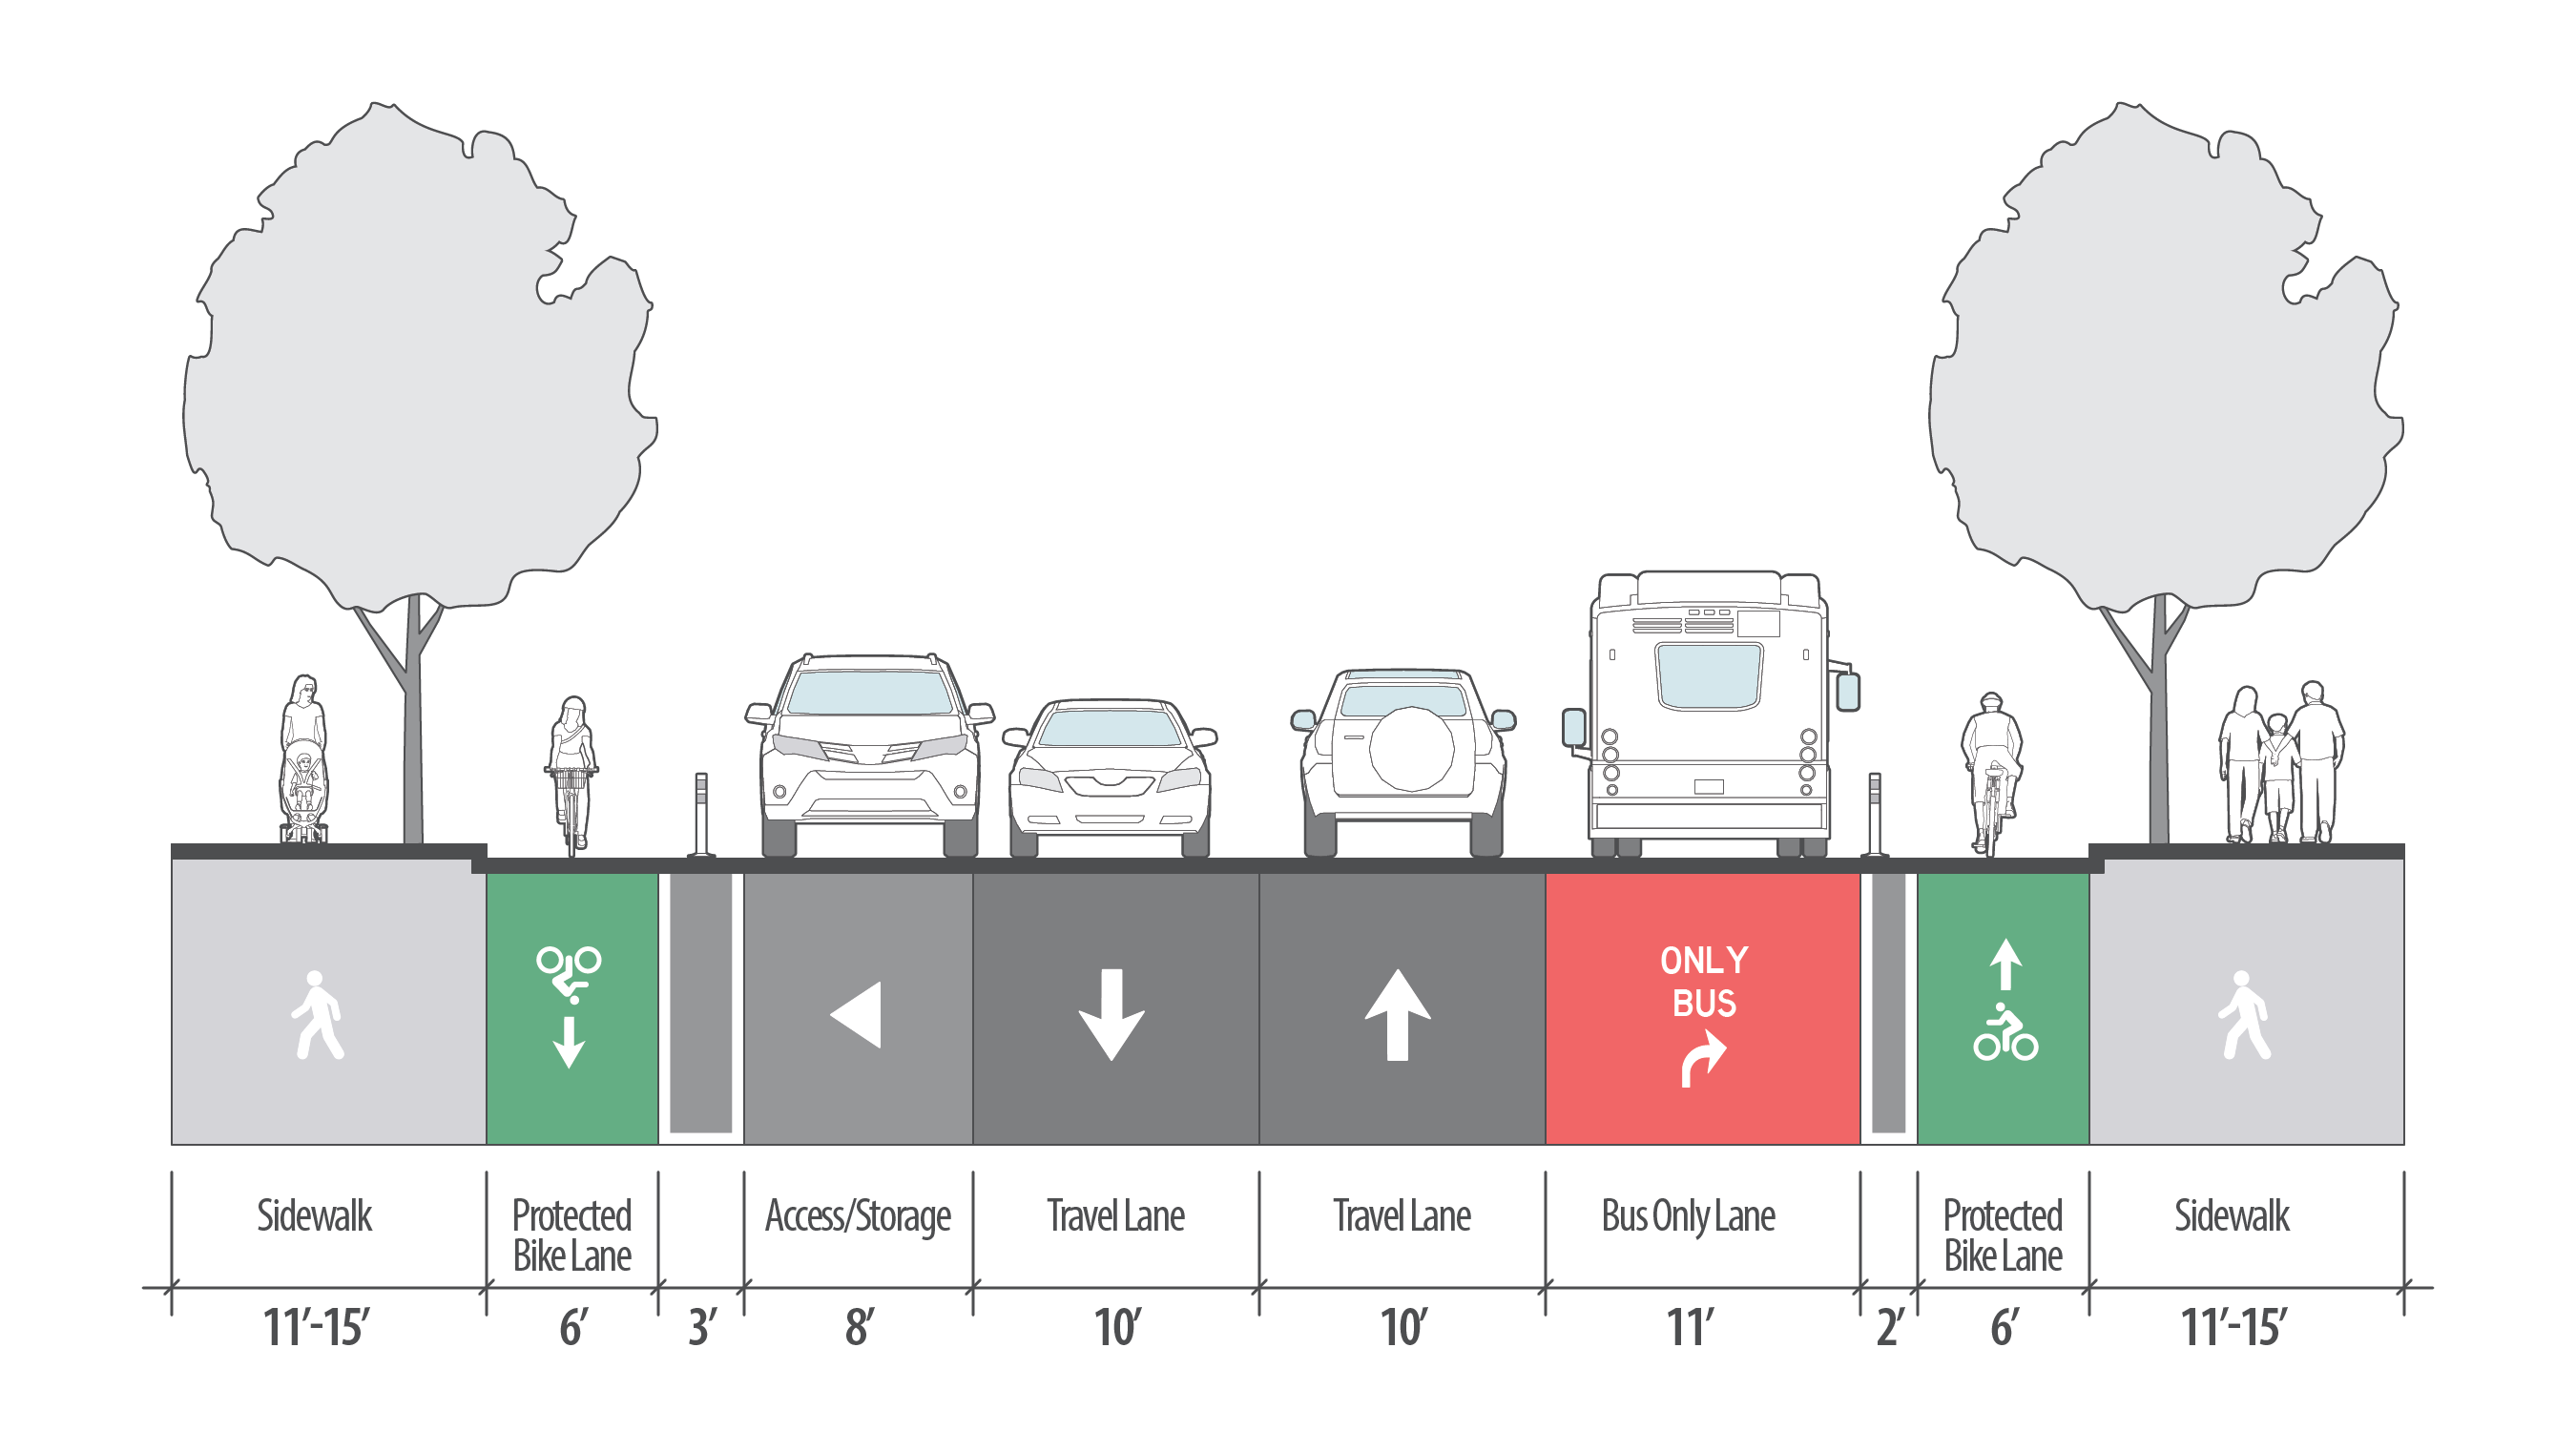 ONLY
BUS
Sidewalk
Protected
Bike Lane
Access/Storage
Travel Lane
Travel Lane
Bus Only Lane
Protected
Bike Lane
Sidewalk
11’-15’
6’
3’
8’
10’
10’
11’
2’
6’
11’-15’